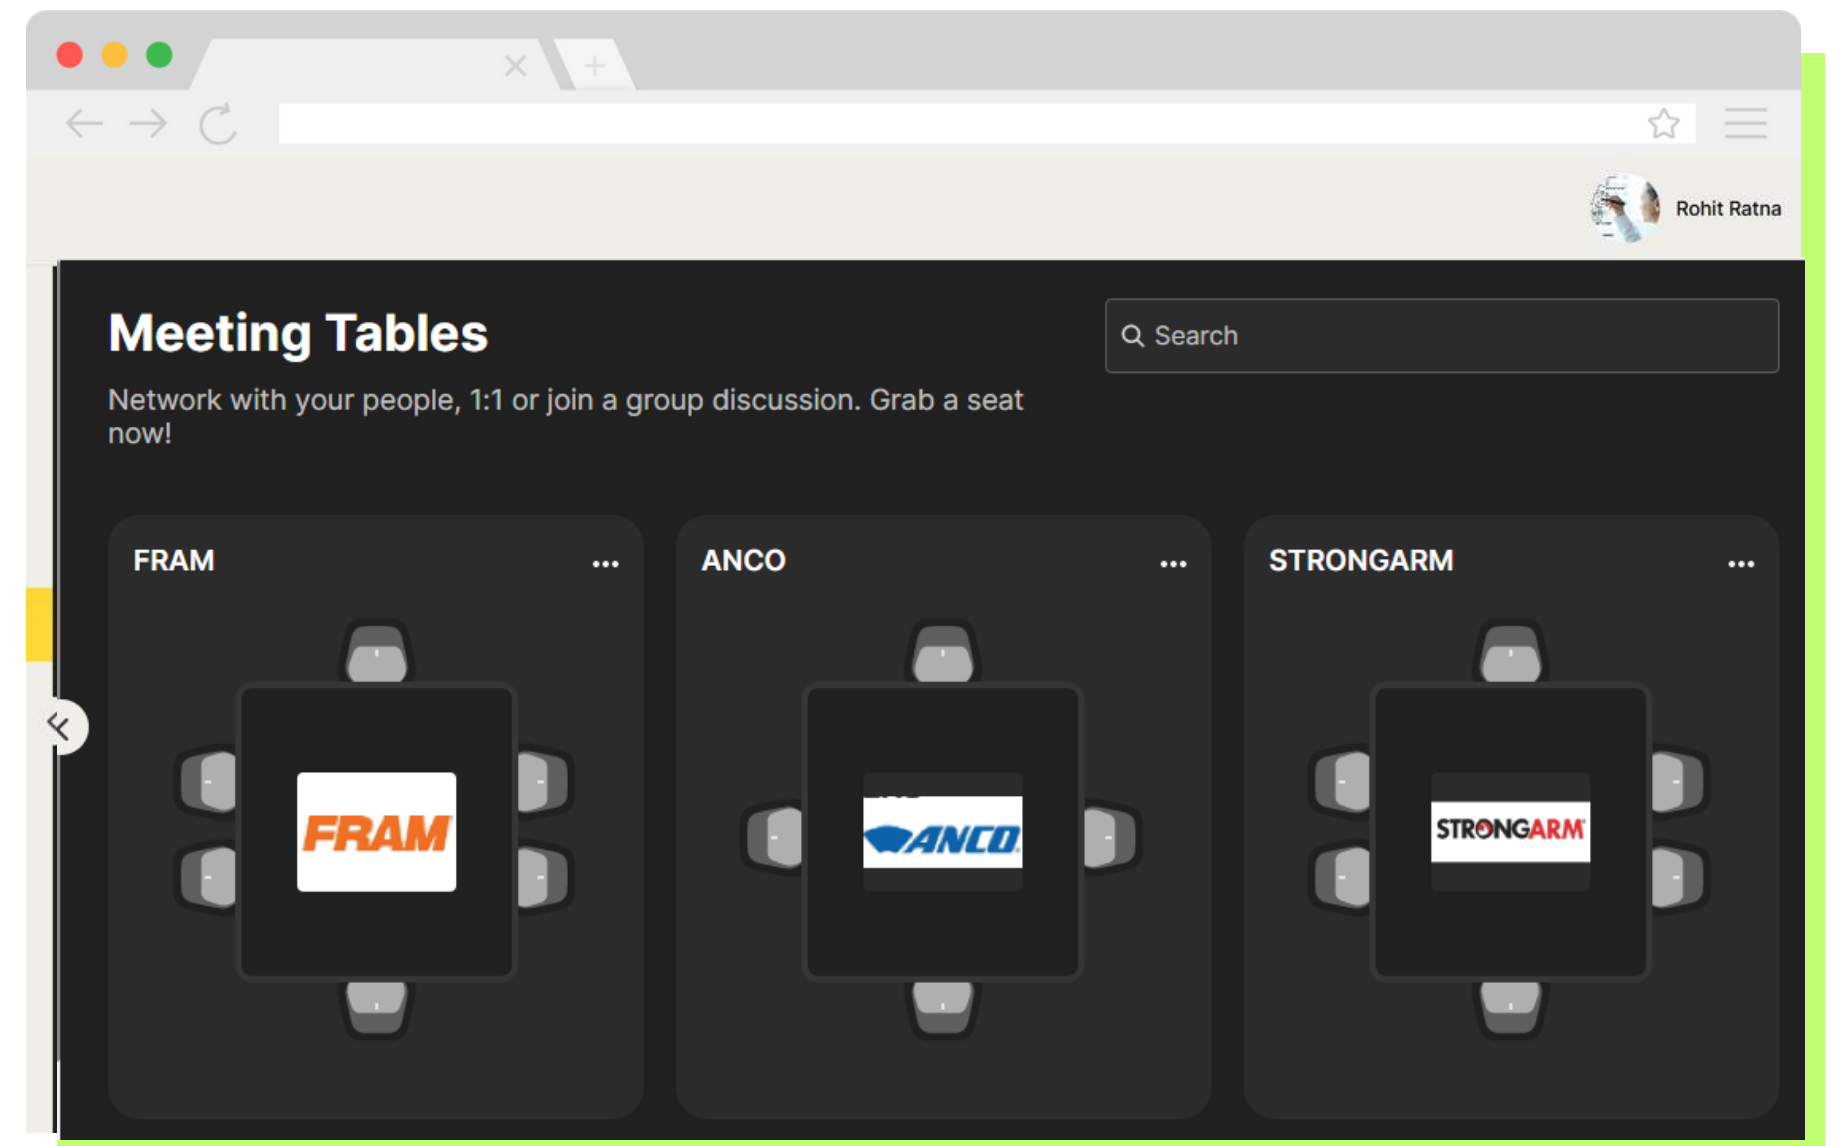 Rohit Ratna
Meeting Tables
Search
Network with your people, 1:1 or join a group discussion. Grab a seat
now!
FRAM
ANCO
STRONGARM
FRAM
ANCO
STRONGARM